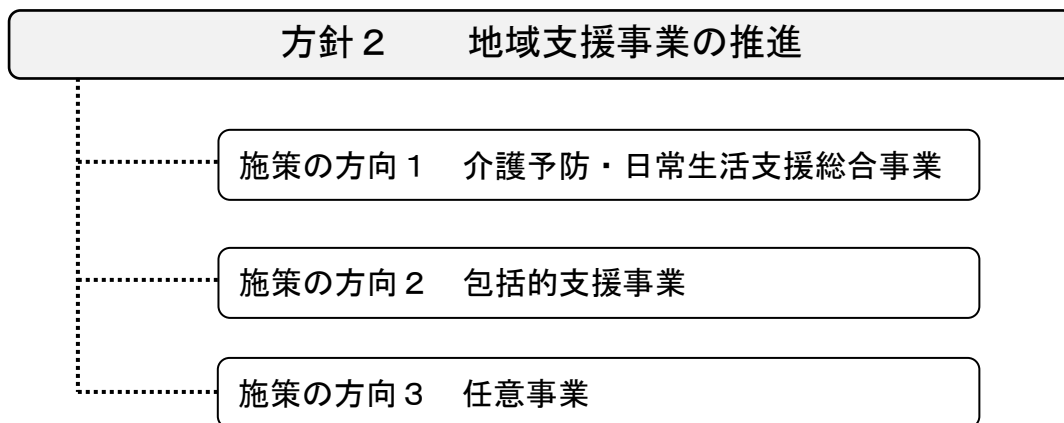 方針２　　地域支援事業の推進
施策の方向１　介護予防・日常生活支援総合事業
施策の方向２　包括的支援事業
施策の方向３　任意事業